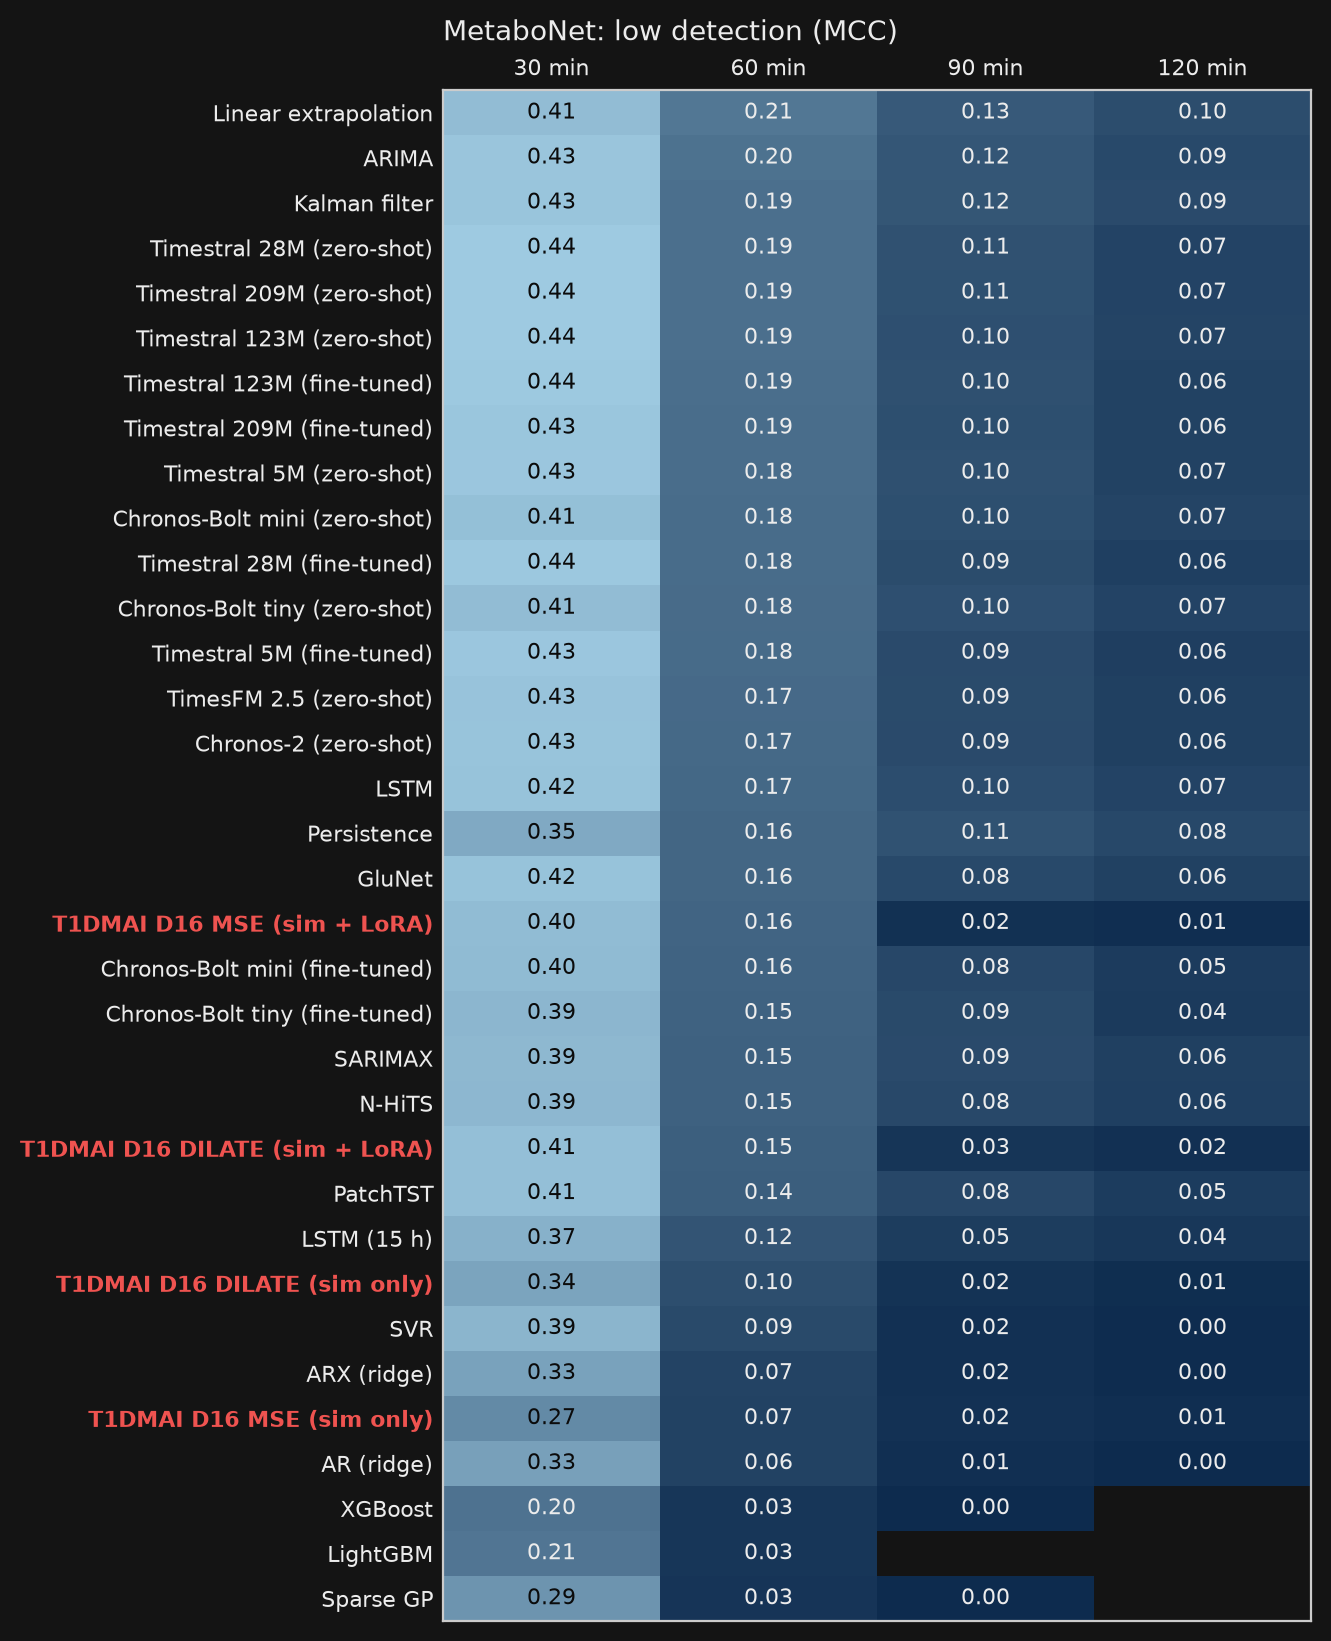 MetaboNet: low detection (MCC)
30 min 60 min 90 min 120 min
Linear extrapolation 0.41 0.21 0.13 0.10
ARIMA 0.43 0.20 0.12 0.09
Kalman filter 0.43 0.19 0.12 0.09
Timestral 28M (zero-shot) 0.44 0.19 0.11 0.07
Timestral 209M (zero-shot) 0.44 0.19 0.11 0.07
Timestral 123M (zero-shot) 0.44 0.19 0.10 0.07
Timestral 123M (fine-tuned) 0.44 0.19 0.10 0.06
Timestral 209M (fine-tuned) 0.43 0.19 0.10 0.06
Timestral 5M (zero-shot) 0.43 0.18 0.10 0.07
Chronos-Bolt mini (zero-shot) 0.41 0.18 0.10 0.07
Timestral 28M (fine-tuned) 0.44 0.18 0.09 0.06
Chronos-Bolt tiny (zero-shot) 0.41 0.18 0.10 0.07
Timestral 5M (fine-tuned) 0.43 0.18 0.09 0.06
TimesFM 2.5 (zero-shot) 0.43 0.17 0.09 0.06
Chronos-2 (zero-shot) 0.43 0.17 0.09 0.06
LSTM 0.42 0.17 0.10 0.07
Persistence 0.35 0.16 0.11 0.08
GluNet 0.42 0.16 0.08 0.06
T1DMAI D16 MSE (sim + LoRA) 0.40 0.16 0.02 0.01
Chronos-Bolt mini (fine-tuned) 0.40 0.16 0.08 0.05
Chronos-Bolt tiny (fine-tuned) 0.39 0.15 0.09 0.04
SARIMAX 0.39 0.15 0.09 0.06
N-HiTS 0.39 0.15 0.08 0.06
T1DMAI D16 DILATE (sim + LoRA) 0.41 0.15 0.03 0.02
PatchTST 0.41 0.14 0.08 0.05
LSTM (15 h) 0.37 0.12 0.05 0.04
T1DMAI D16 DILATE (sim only) 0.34 0.10 0.02 0.01
SVR 0.39 0.09 0.02 0.00
ARX (ridge) 0.33 0.07 0.02 0.00
T1DMAI D16 MSE (sim only) 0.27 0.07 0.02 0.01
AR (ridge) 0.33 0.06 0.01 0.00
XGBoost 0.20 0.03 0.00
LightGBM 0.21 0.03
Sparse GP 0.29 0.03 0.00